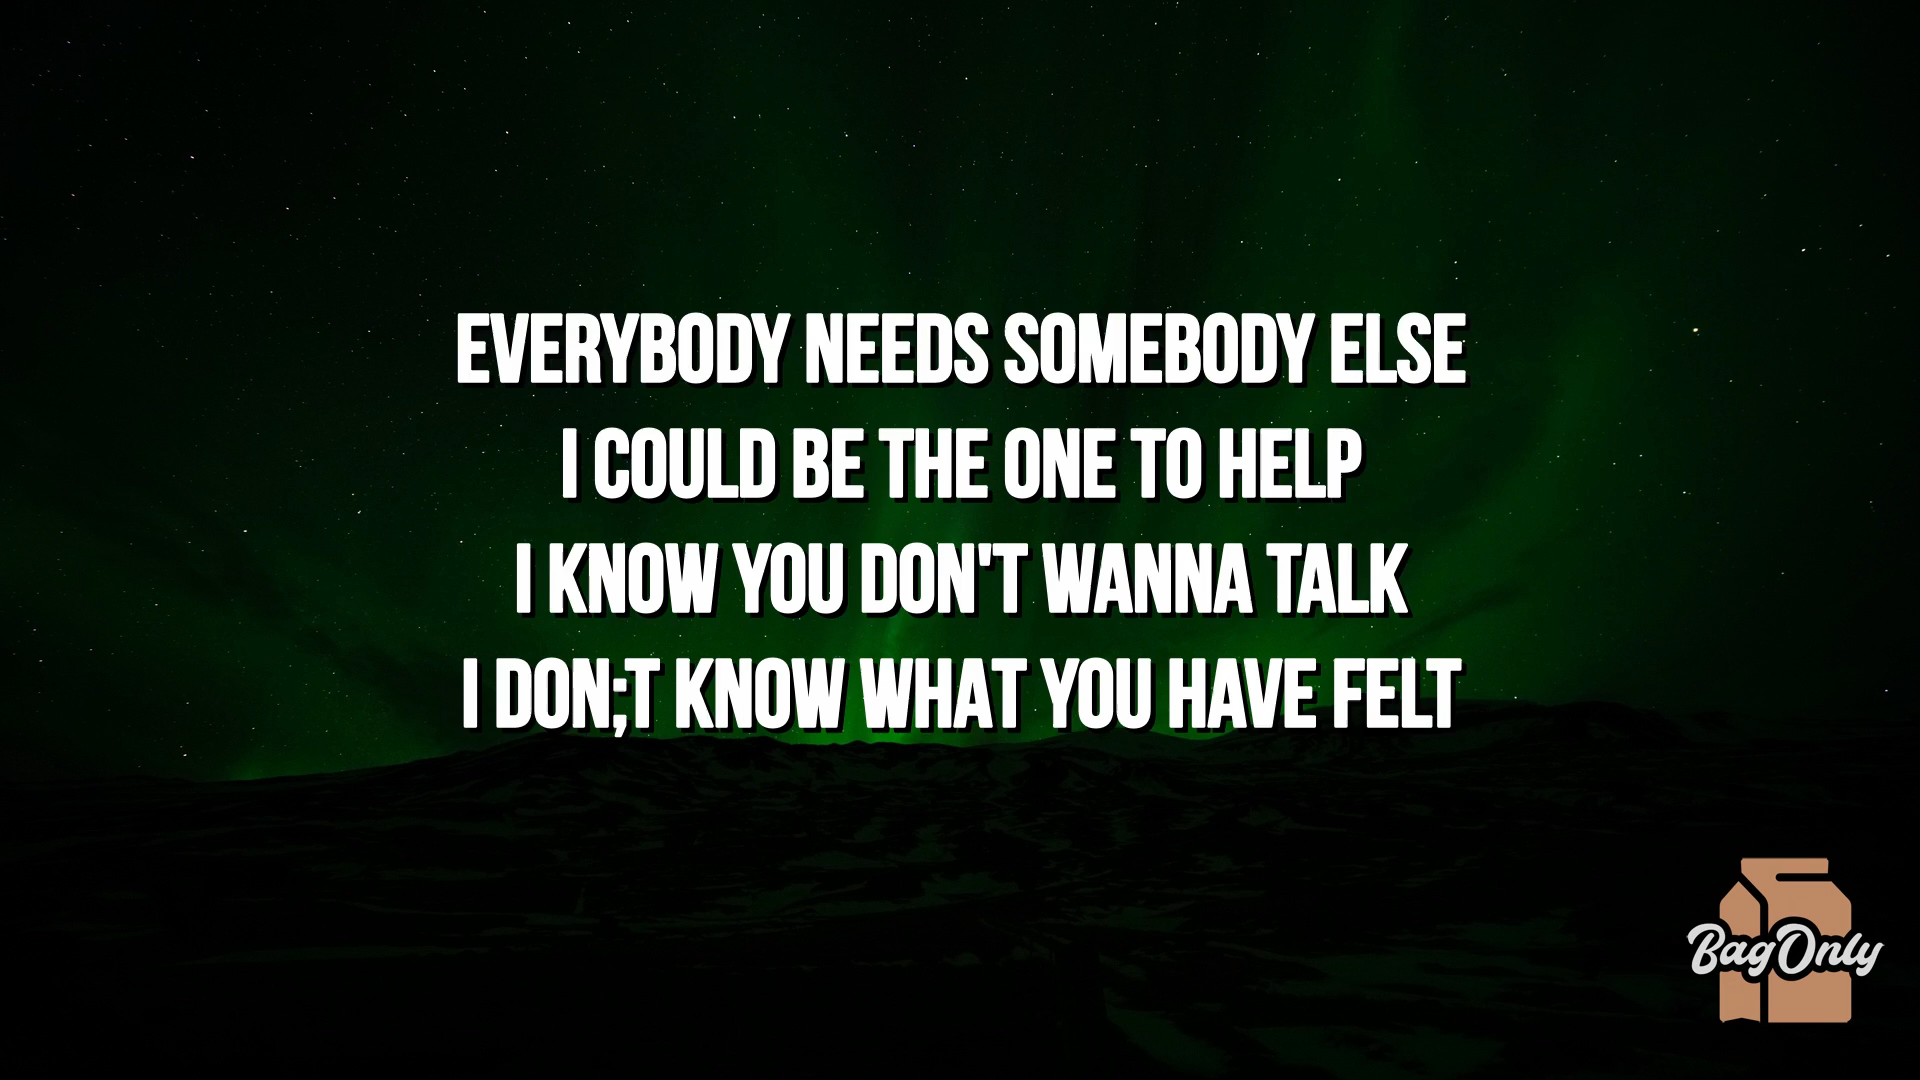 EVERYBODY NEEDS SOMEBODY ELSE
I COULD BE THE ONE TO HELP
I KNOW YOU DON'T WANNA TALK
I DON;T KNOW WHAT YOU HAVE FELT
BagOnly